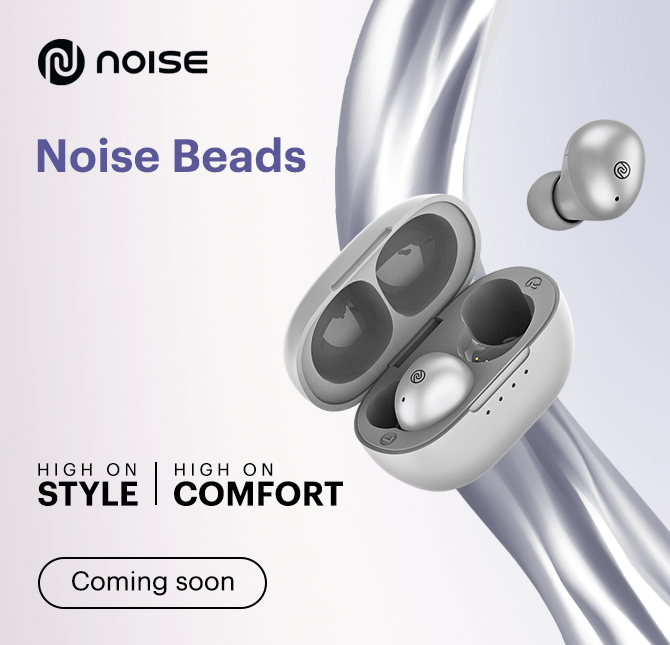 NOISE
Noise Beads
HIGH ON
STYLE
HIGH ON
COMFORT
Coming soon